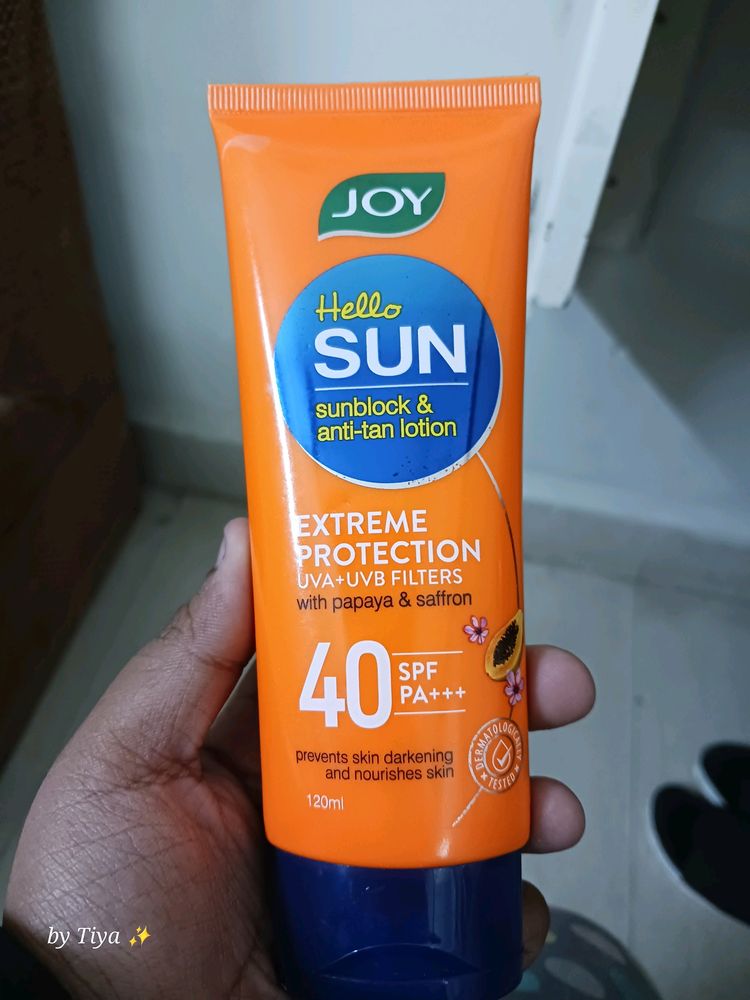 JOY
Hello
SUN
sunblock &
anti-tan lotion
EXTREME
PROTECTION
UVA+UVB FILTERS
with papaya & saffron
40 SPF
PA+++
prevents skin darkening
and nourishes skin
DERMATOLOGICALLY
TESTED
120ml
by Tiya ✨